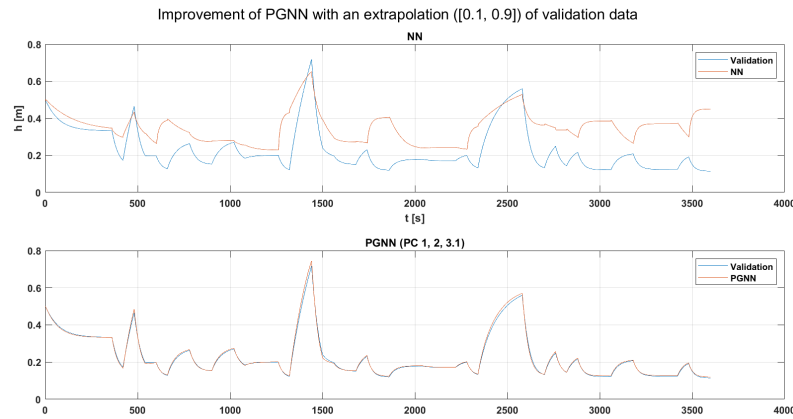 Improvement of PGNN with an extrapolation ([0.1, 0.9]) of validation data
NN
0.8
0.6
0.4
0.2
0
h [m]
Validation
NN
0 500 1000 1500 2000 2500 3000 3500 4000
t [s]
PGNN (PC 1, 2, 3.1)
0.8
0.6
0.4
0.2
0
Validation
PGNN
0 500 1000 1500 2000 2500 3000 3500 4000